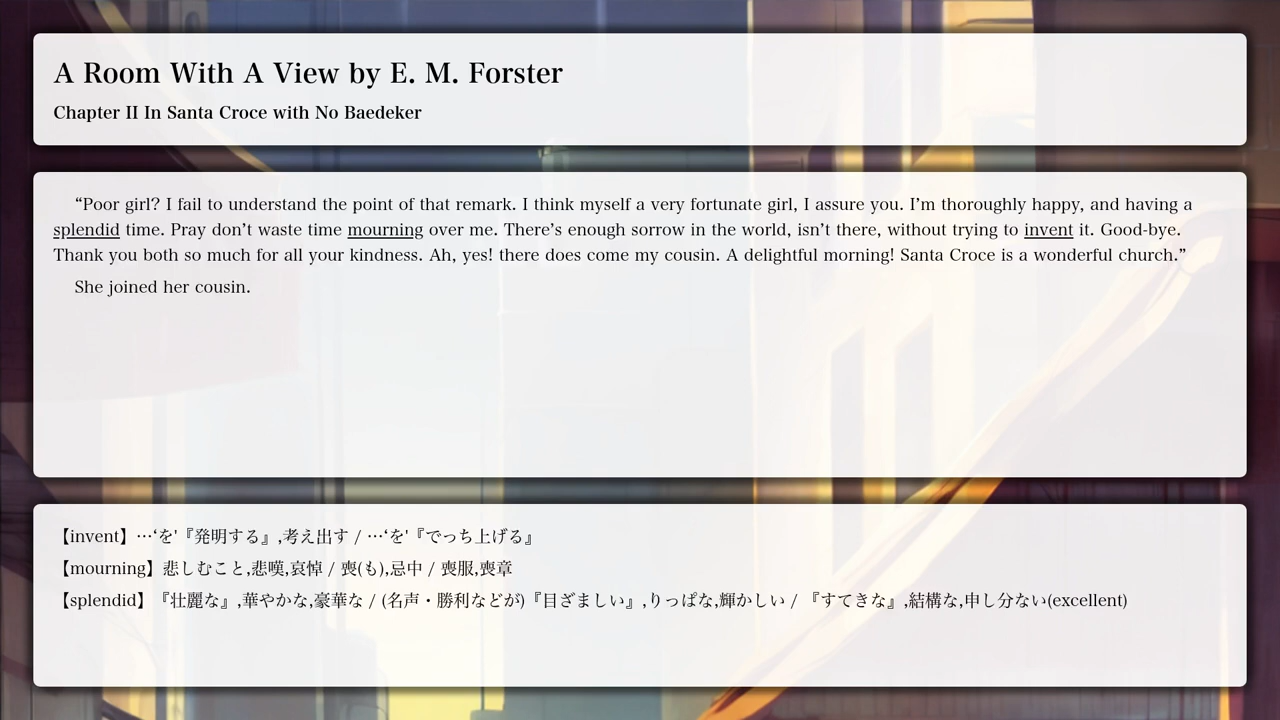 A Room With A View by E. M. Forster
Chapter II In Santa Croce with No Baedeker
“Poor girl? I fail to understand the point of that remark. I think myself a very fortunate girl, I assure you. I’m thoroughly happy, and having a
splendid time. Pray don’t waste time mourning over me. There’s enough sorrow in the world, isn’t there, without trying to invent it. Good-bye.
Thank you both so much for all your kindness. Ah, yes! there does come my cousin. A delightful morning! Santa Croce is a wonderful church.”
She joined her cousin.
【invent】…‘を'『発明する』,考え出す / …‘を'『でっち上げる』
【mourning】悲しむこと,悲嘆,哀悼 / 喪(も),忌中 / 喪服,喪章
【splendid】『壮麗な』,華やかな,豪華な / (名声・勝利などが)『目ざましい』,りっぱな,輝かしい / 『すてきな』,結構な,申し分ない(excellent)